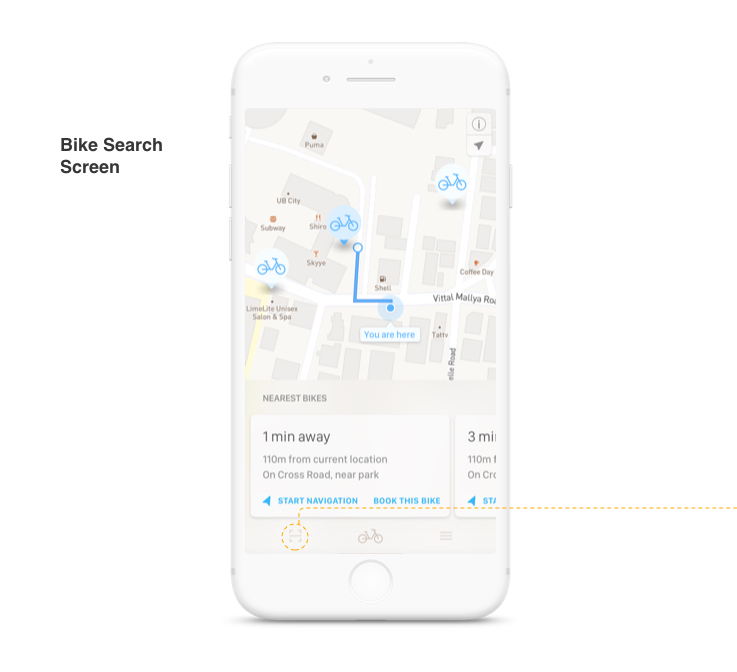 Bike Search
Screen
Puma
UB City
Subway
Shiro
Skyye
Coffee Day
Shell
LimeLite Unisex
Salon & Spa
Vittal Mallya Roa
You are here
Tattv
elle Road
NEAREST BIKES
1 min away
110m from current location
On Cross Road, near park
START NAVIGATION
BOOK THIS BIKE
3 mi
110m f
On Cro
STA